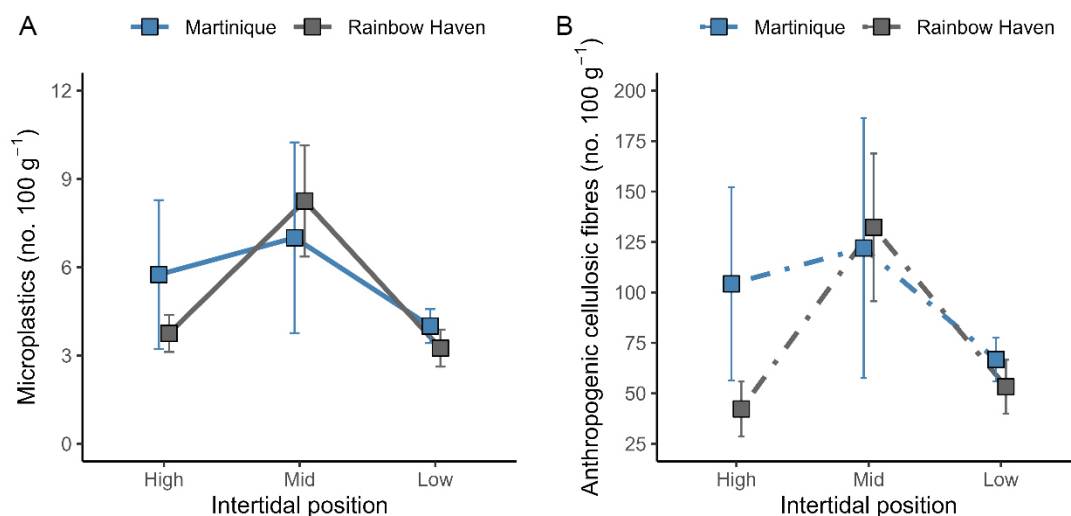 A
Martinique
Rainbow Haven
Microplastics (no. 100 g⁻¹)
12
9
6
3
0
High
Mid
Low
Intertidal position
B
Martinique
Rainbow Haven
Anthropogenic cellulosic fibres (no. 100 g⁻¹)
200
175
150
125
100
75
50
25
High
Mid
Low
Intertidal position